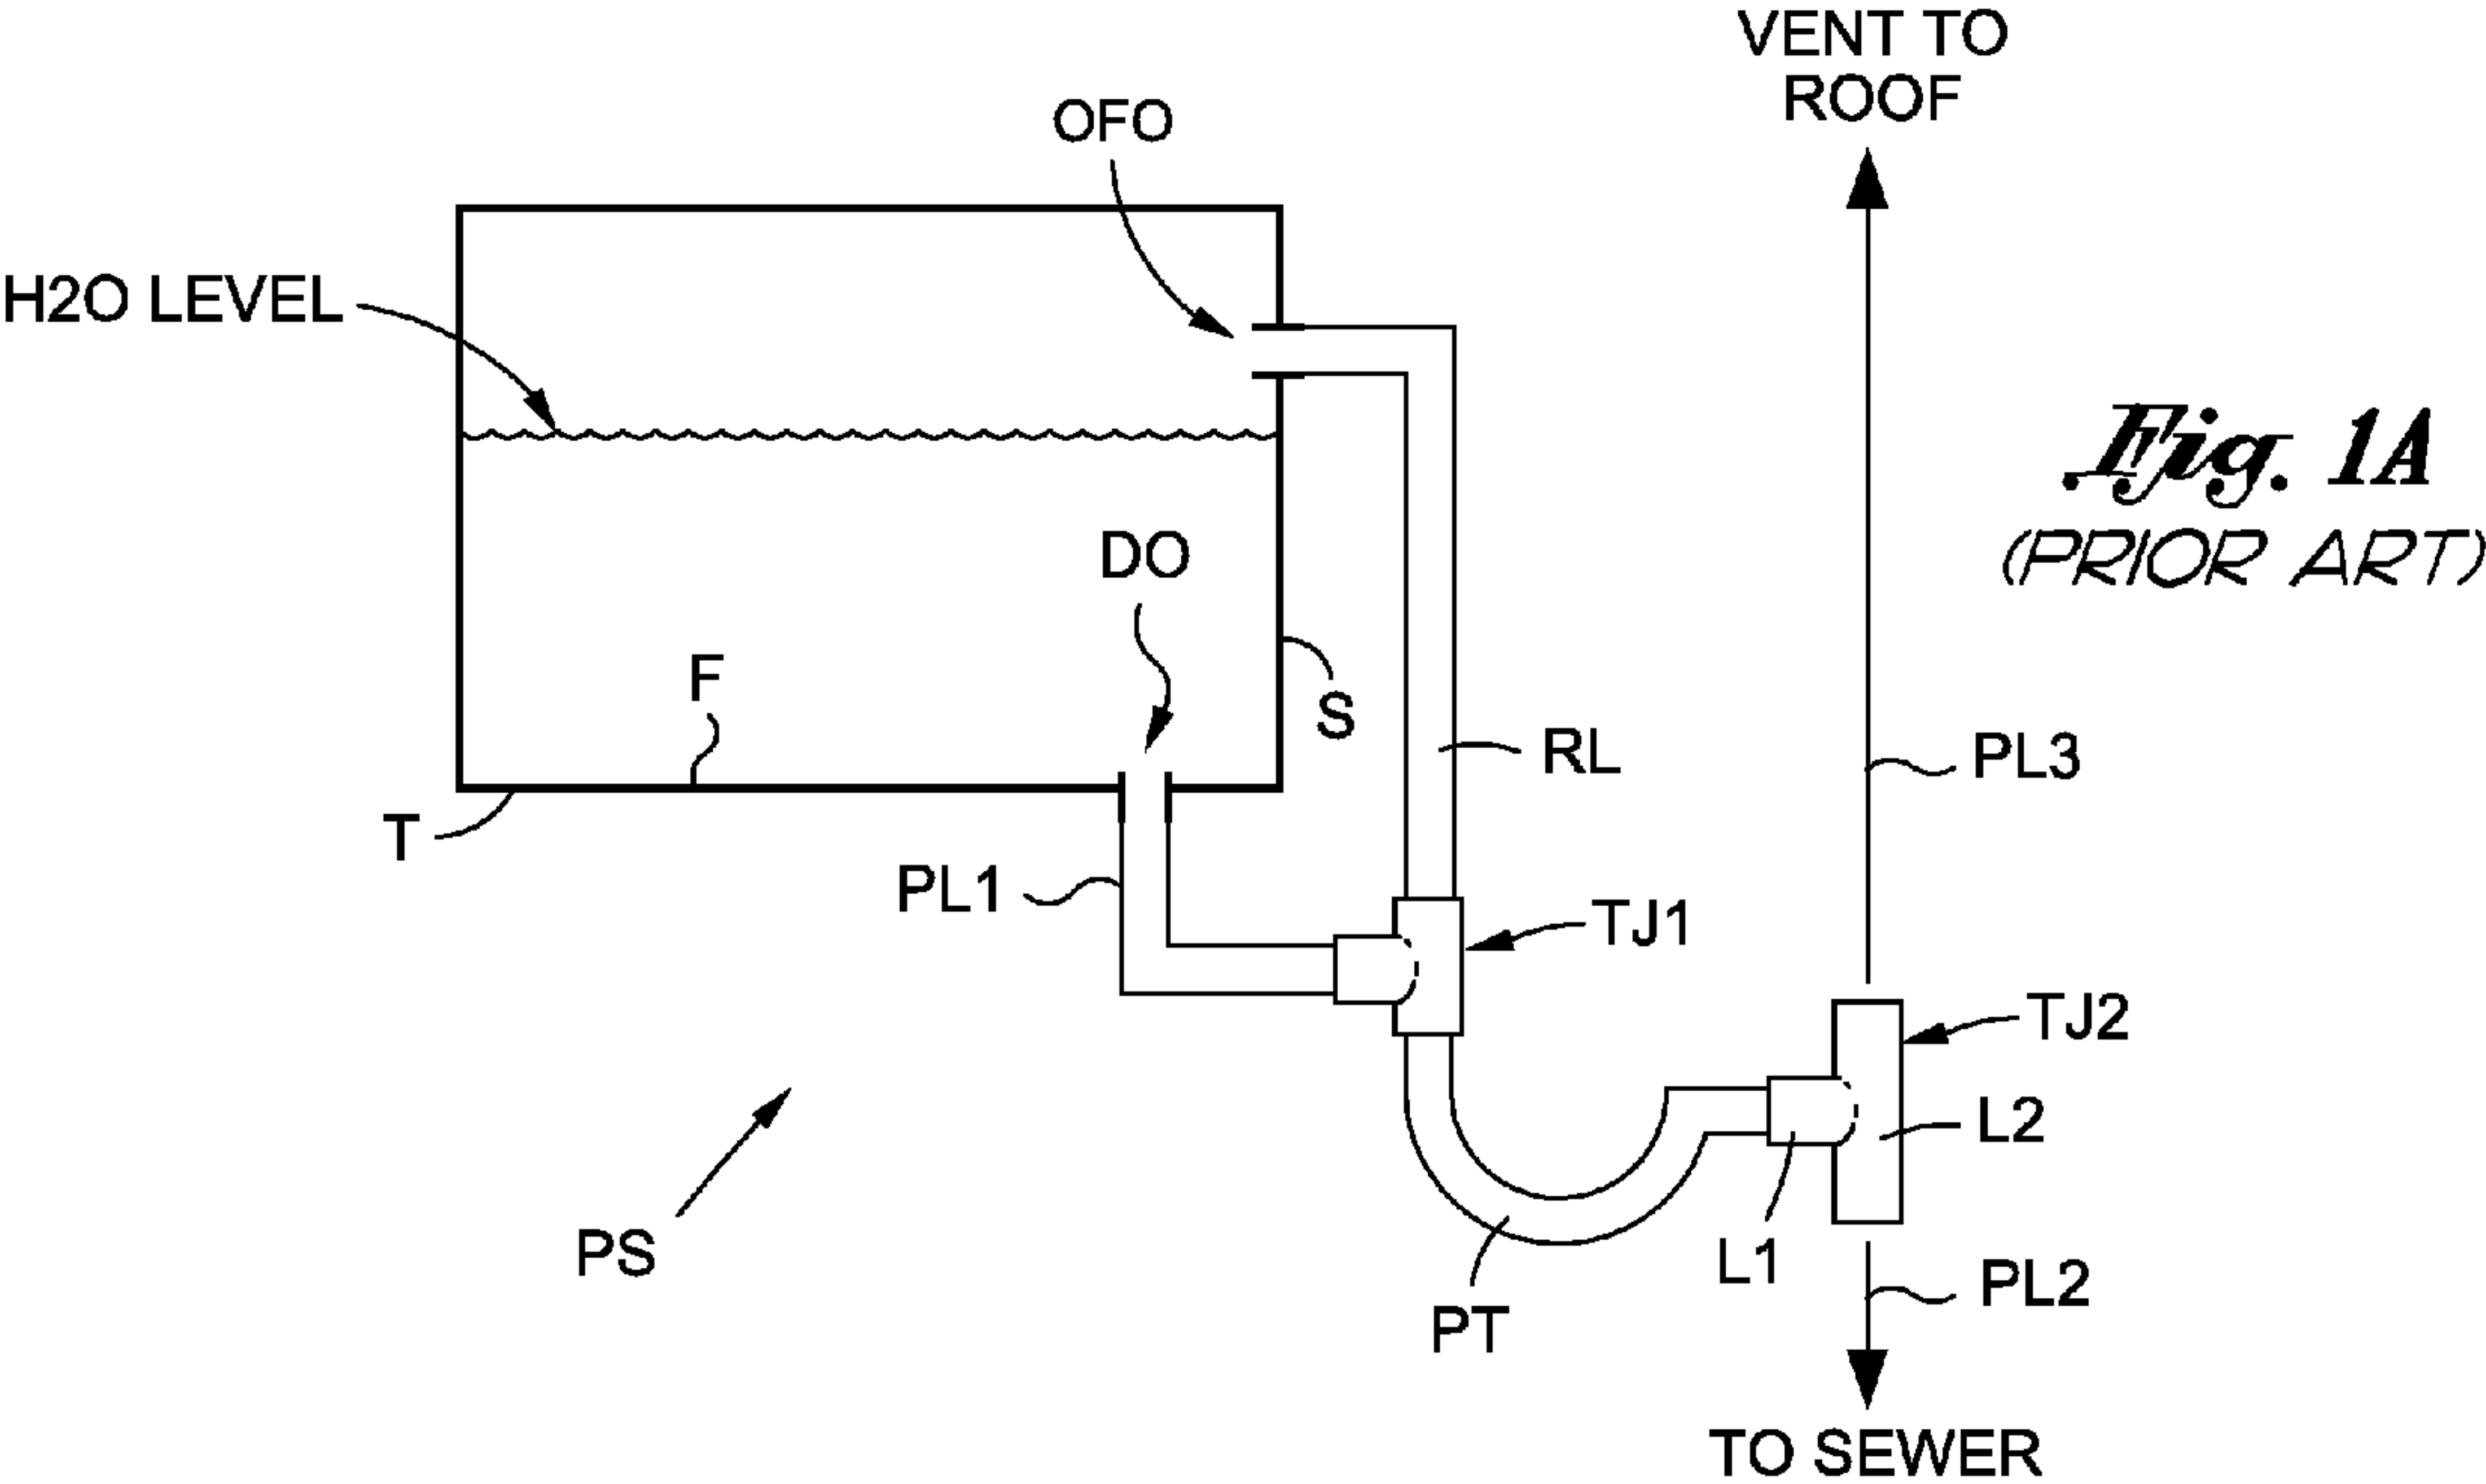 VENT TO
ROOF
OFO
H2O LEVEL
Fig. 1A
(PRIOR ART)
DO
F
S
RL
PL3
T
PL1
TJ1
TJ2
L2
PS
L1
PL2
PT
TO SEWER